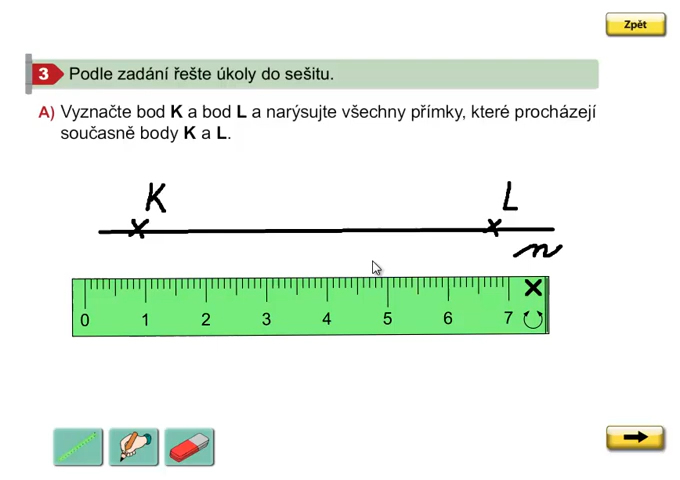 Zpět
3 Podle zadání řešte úkoly do sešitu.
A) Vyznačte bod K a bod L a narýsujte všechny přímky, které procházejí
současně body K a L.
K L
n
0 1 2 3 4 5 6 7